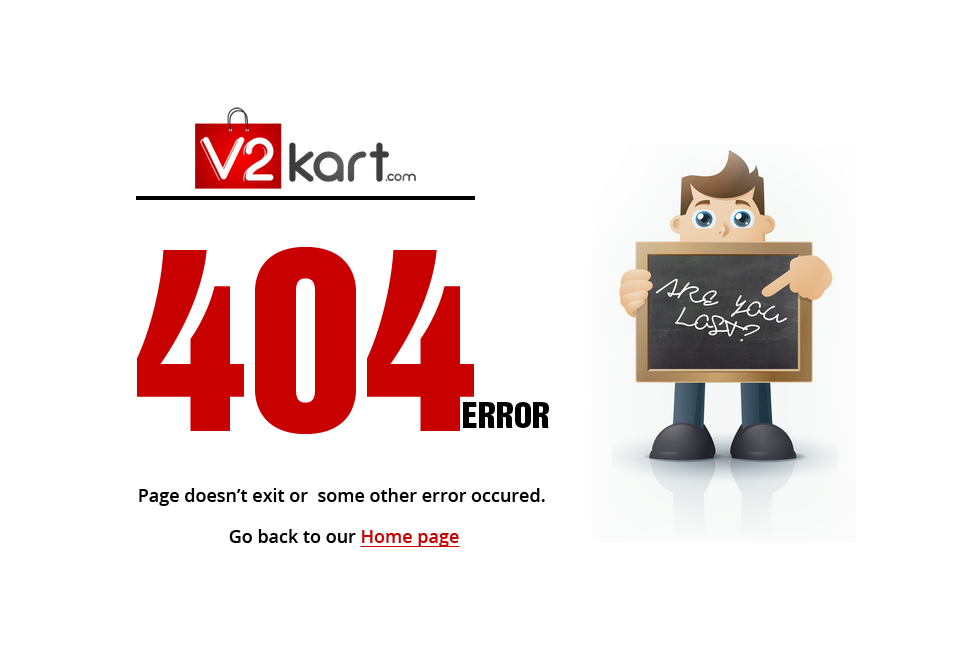 V2kart.com
404
ERROR
ARE YOU
LOST?
Page doesn't exit or  some other error occured.
Go back to our Home page